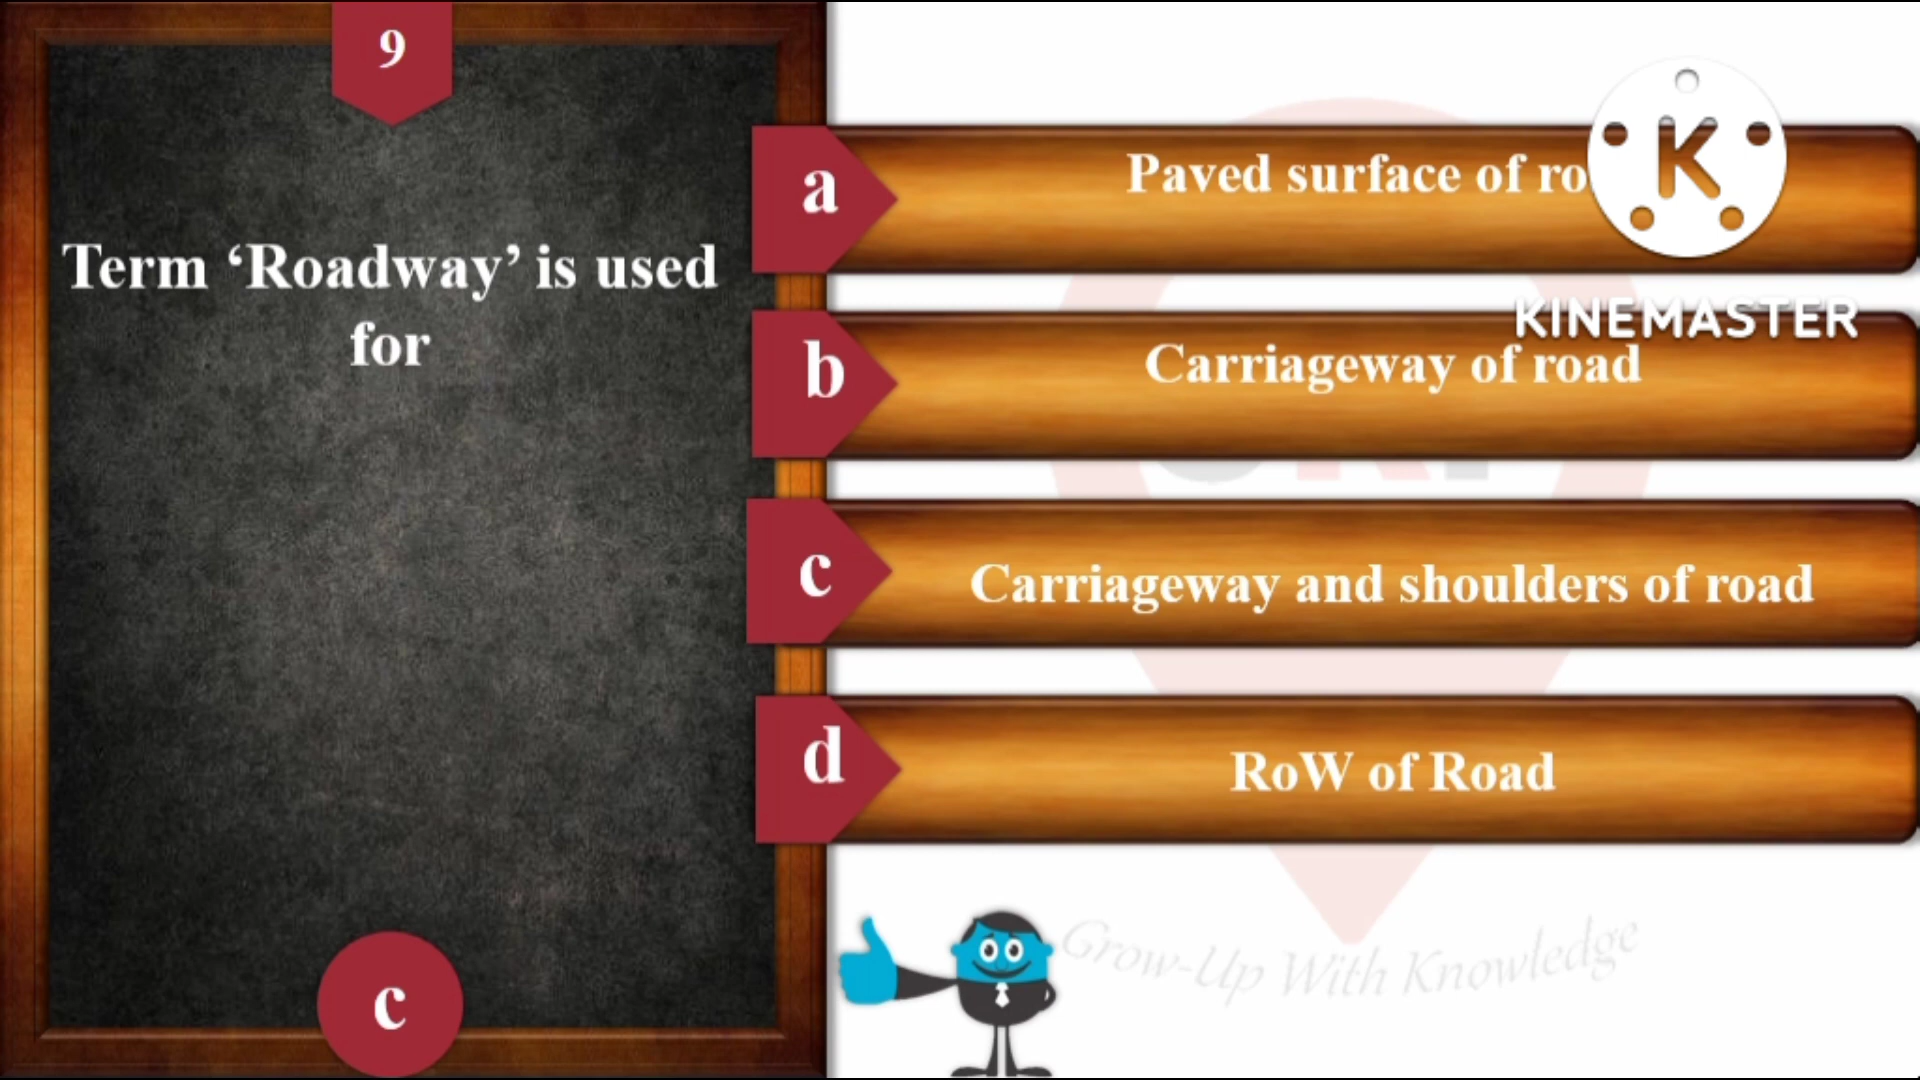 9
Term ‘Roadway’ is used
for
a
Paved surface of
K
KINEMASTER
b
Carriageway of road
c
Carriageway and shoulders of road
d
RoW of Road
Grow-Up With Knowledge
c